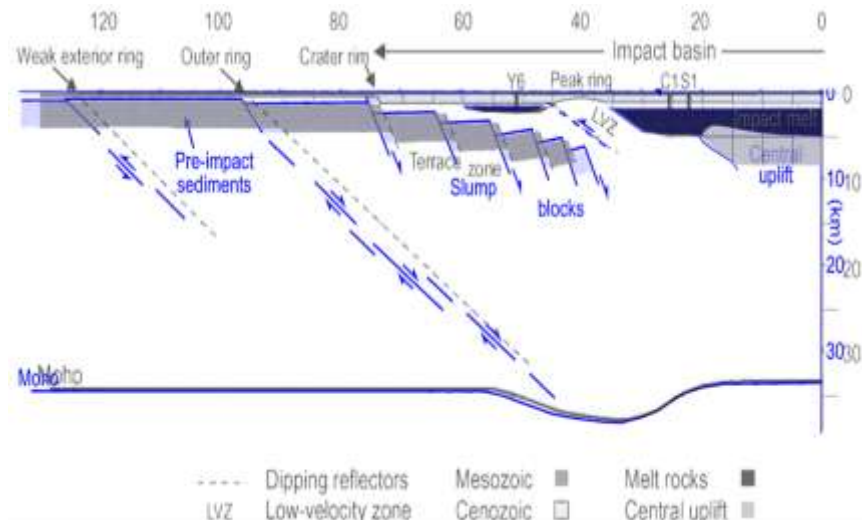 120 100 80 60 40 20 0
Weak exterior ring Outer ring Crater rim Impact basin
Y6 Peak ring C1 S1
0 0
LVZ Impact melt
Pre-impact sediments
Terrace zone
Slump blocks
Central uplift
10 10
(km)
20 20
30 30
Moho Moho
Dipping reflectors Mesozoic Melt rocks
LVZ Low-velocity zone Cenozoic Central uplift